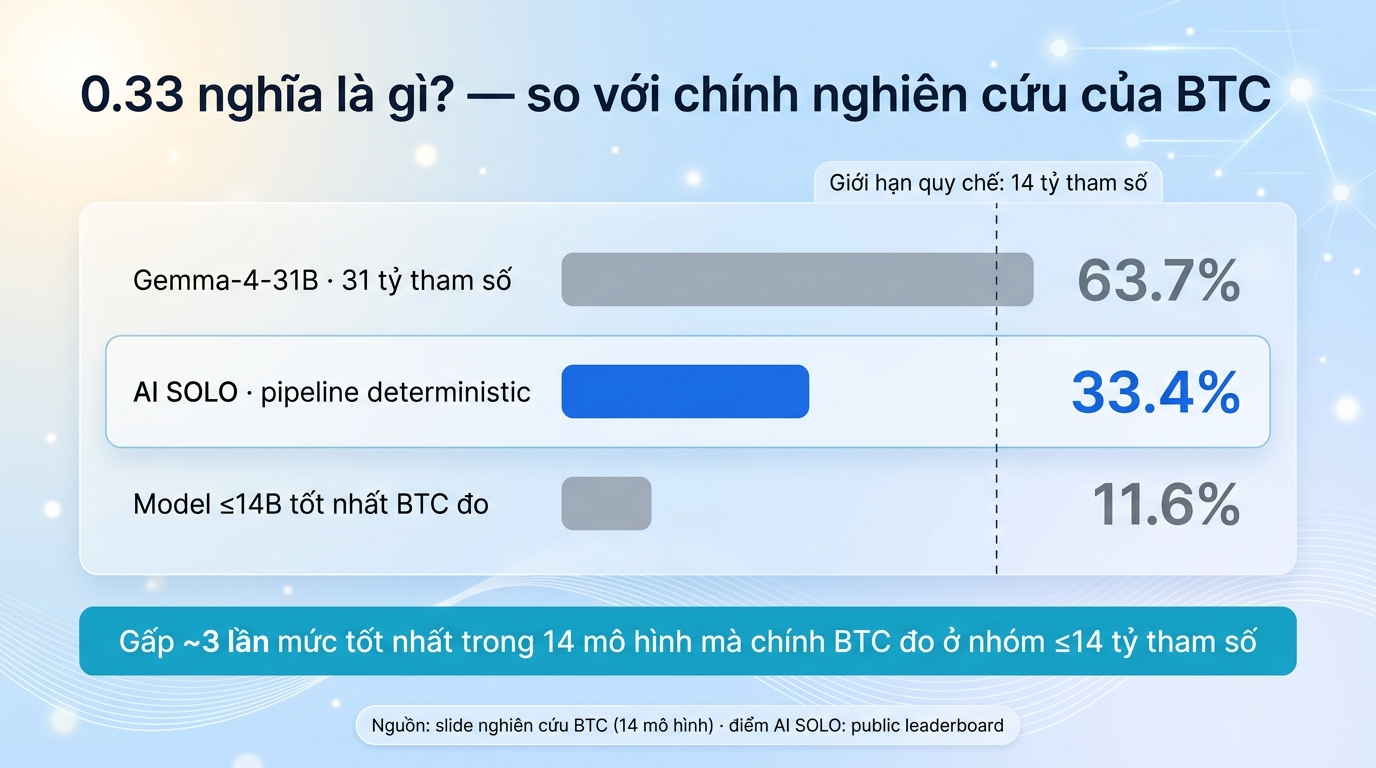 0.33 nghĩa là gì? — so với chính nghiên cứu của BTC
Giới hạn quy chế: 14 tỷ tham số
Gemma-4-31B · 31 tỷ tham số
63.7%
AI SOLO · pipeline deterministic
33.4%
Model ≤14B tốt nhất BTC đo
11.6%
Gấp ~3 lần mức tốt nhất trong 14 mô hình mà chính BTC đo ở nhóm ≤14 tỷ tham số
Nguồn: slide nghiên cứu BTC (14 mô hình) · điểm AI SOLO: public leaderboard